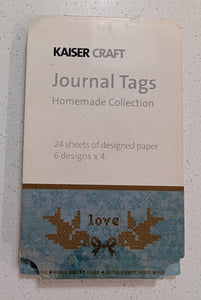 KAISER CRAFT
Journal Tags
Homemade Collection
24 sheets of designed paper
6 designs x 4
love